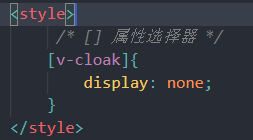 <style>
/* [] 属性选择器 */
[v-cloak]{
display: none;
}
</style>